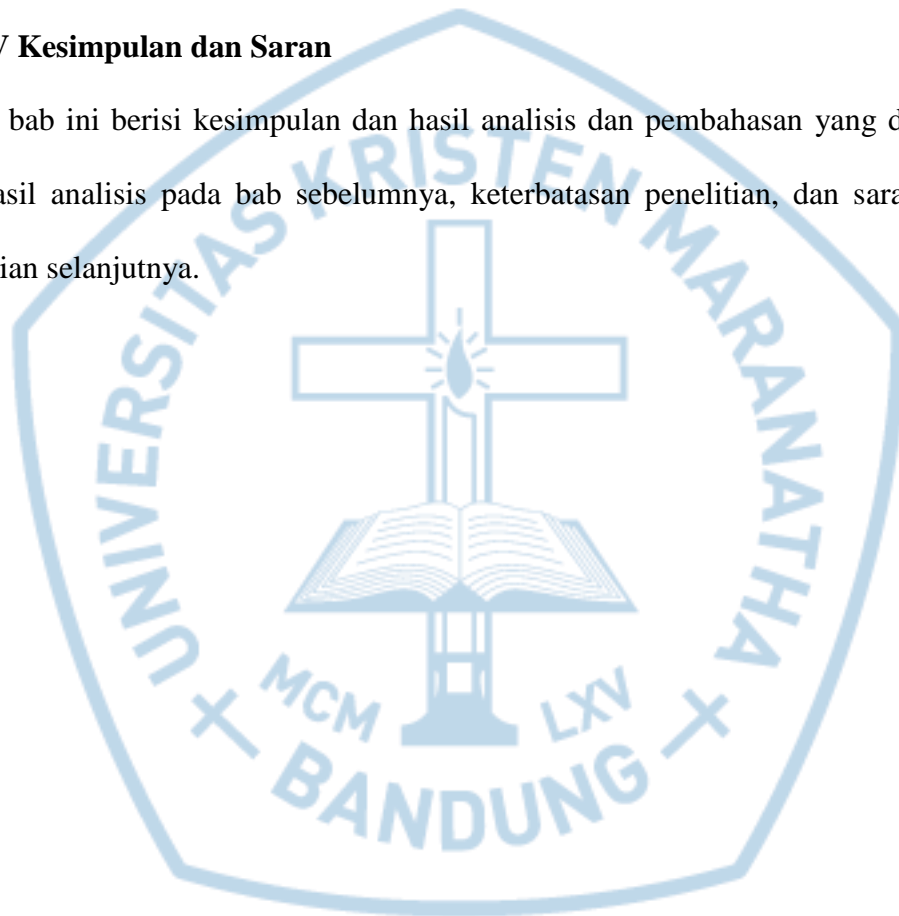 V Kesimpulan dan Saran
bab ini berisi kesimpulan dan hasil analisis dan pembahasan yang d
asil analisis pada bab sebelumnya, keterbatasan penelitian, dan sara
ian selanjutnya.
UNIVERSITAS KRISTEN MARANATHA
MCM LXV
BANDUNG